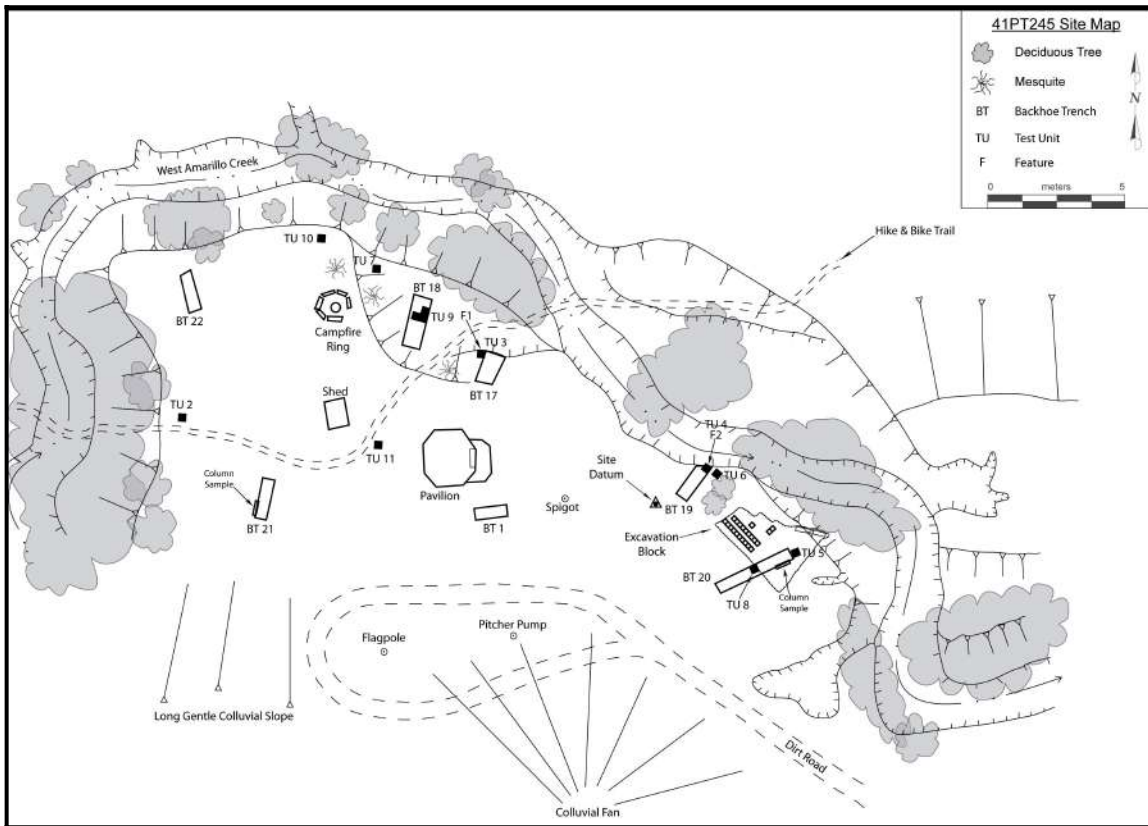 41PT245 Site Map
Deciduous Tree
Mesquite
N
BT Backhoe Trench
TU Test Unit
F Feature
0 meters 5
West Amarillo Creek
Hike & Bike Trail
TU 10
TU 7
BT 18
TU 9
F1
TU 3
BT 17
BT 22
Campfire
Ring
Shed
TU 2
TU 11
Column
Sample
BT 21
Pavilion
BT 1
Spigot
Site
Datum
TU 4
F2
TU 6
BT 19
Excavation
Block
TU 5
BT 20
TU 8
Column
Sample
Flagpole
Pitcher Pump
Long Gentle Colluvial Slope
Dirt Road
Colluvial Fan